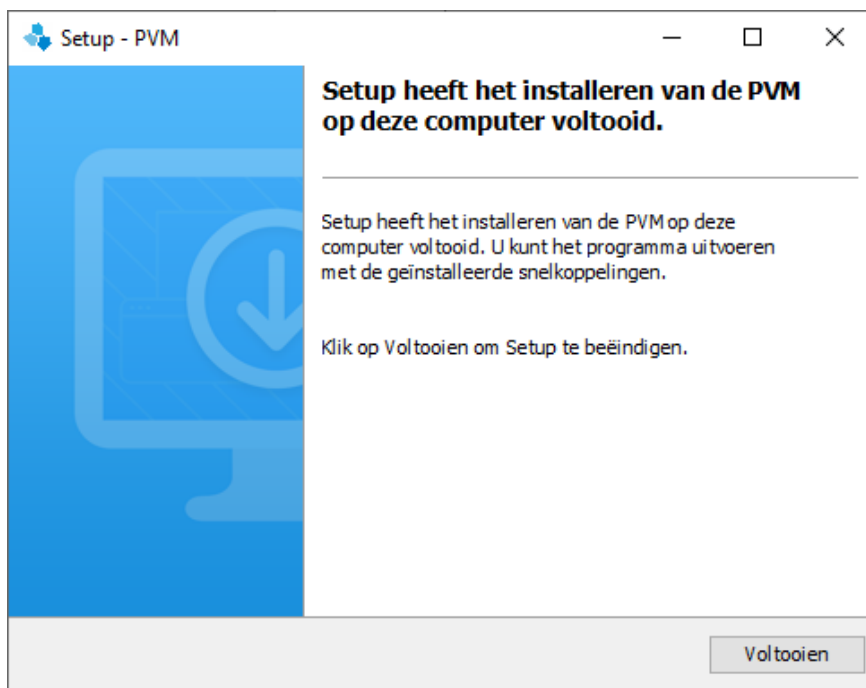 Setup - PVM
Setup heeft het installeren van de PVM
op deze computer voltooid.
Setup heeft het installeren van de PVM op deze
computer voltooid. U kunt het programma uitvoeren
met de geïnstalleerde snelkoppelingen.
Klik op Voltooien om Setup te beëindigen.
Voltooien